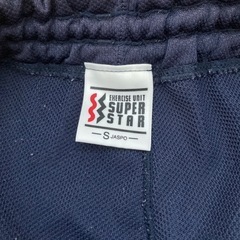 EXERCISE UNIT
SUPER
STAR
S JASPO